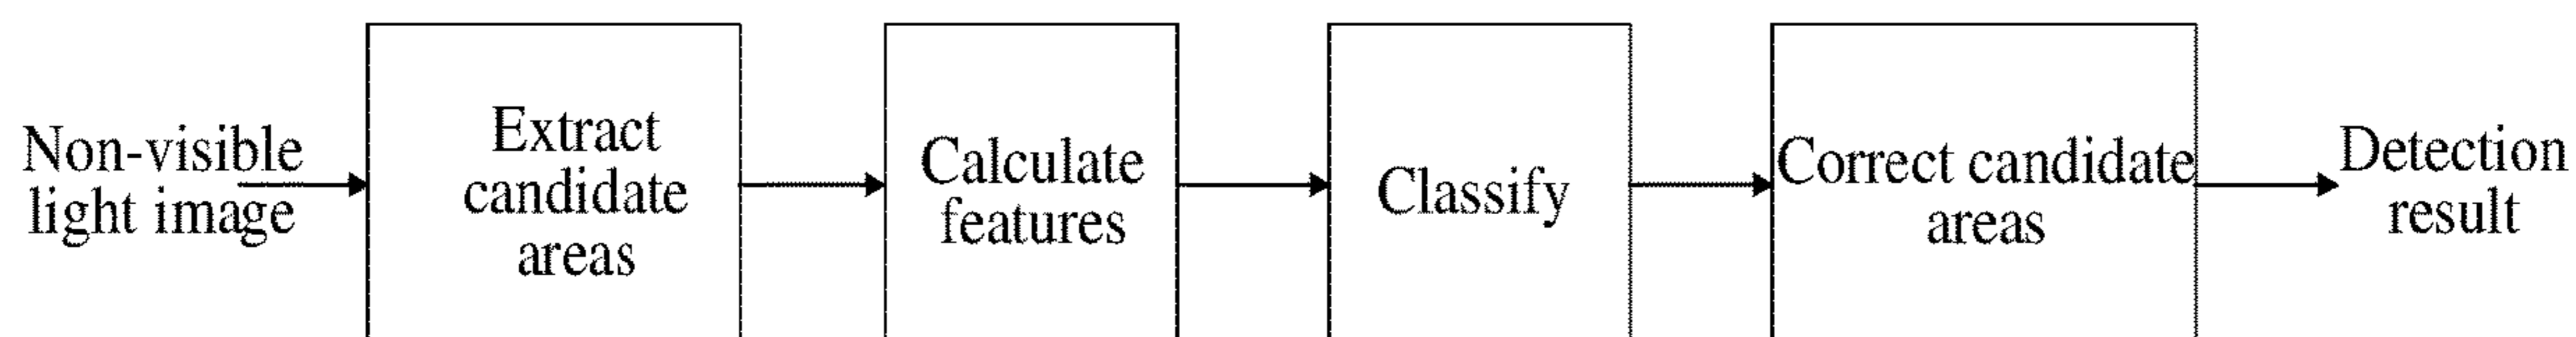 Non-visible
light image
Extract
candidate
areas
Calculate
features
Classify
Correct candidate
areas
Detection
result